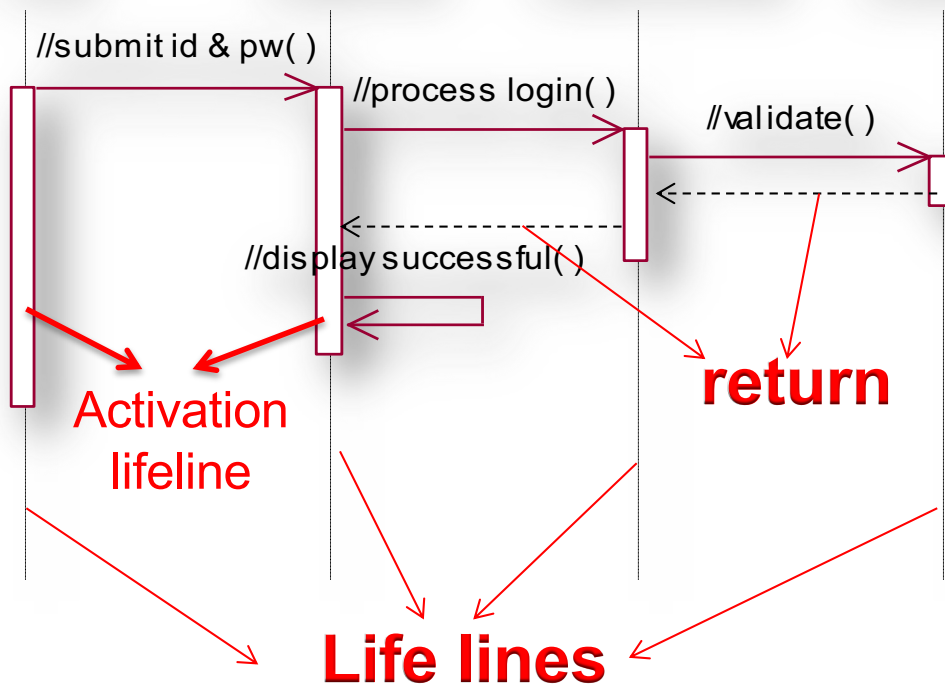 //submit id & pw( )
//process login( )
//validate( )
//display successful( )
return
Activation
lifeline
Life lines